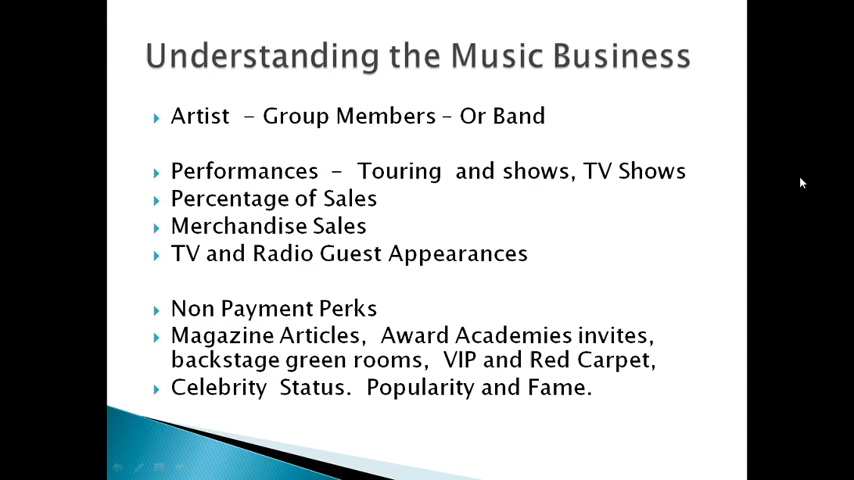 Understanding the Music Business
Artist - Group Members - Or Band
Performances - Touring and shows, TV Shows
Percentage of Sales
Merchandise Sales
TV and Radio Guest Appearances
Non Payment Perks
Magazine Articles, Award Academies invites,
backstage green rooms, VIP and Red Carpet,
Celebrity Status. Popularity and Fame.